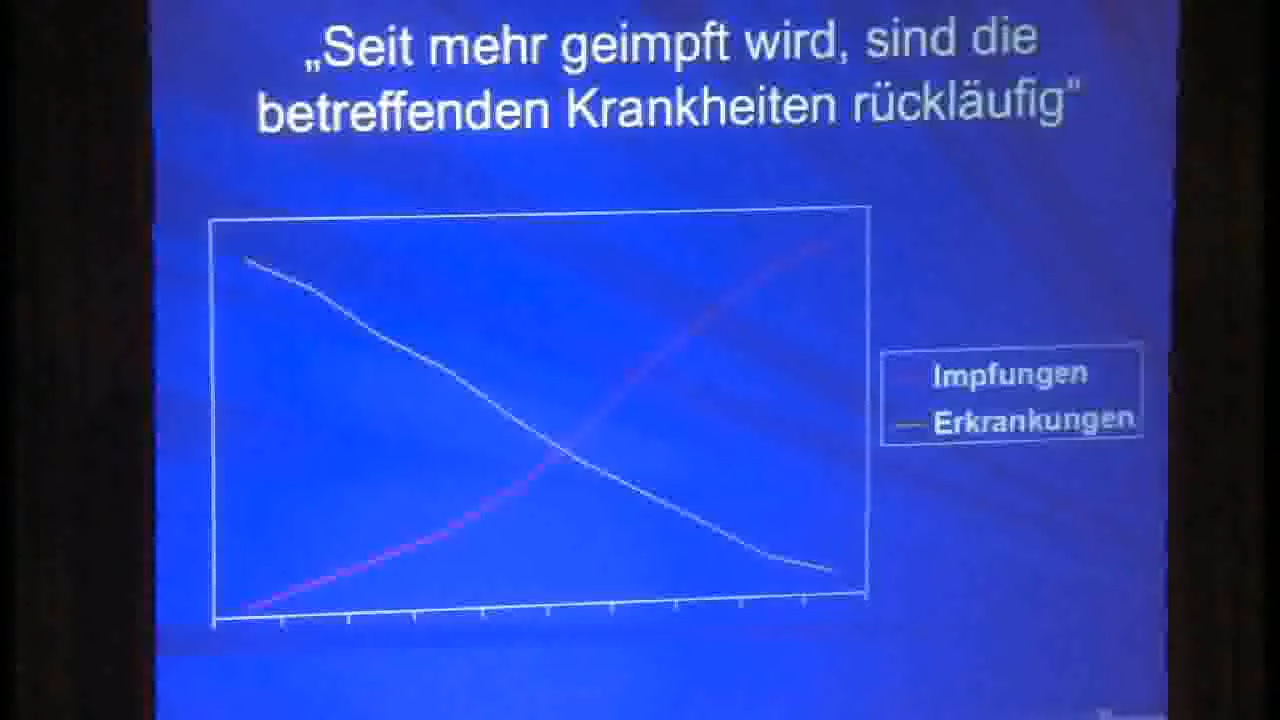 „Seit mehr geimpft wird, sind die
betreffenden Krankheiten rückläufig“
Impfungen
Erkrankungen